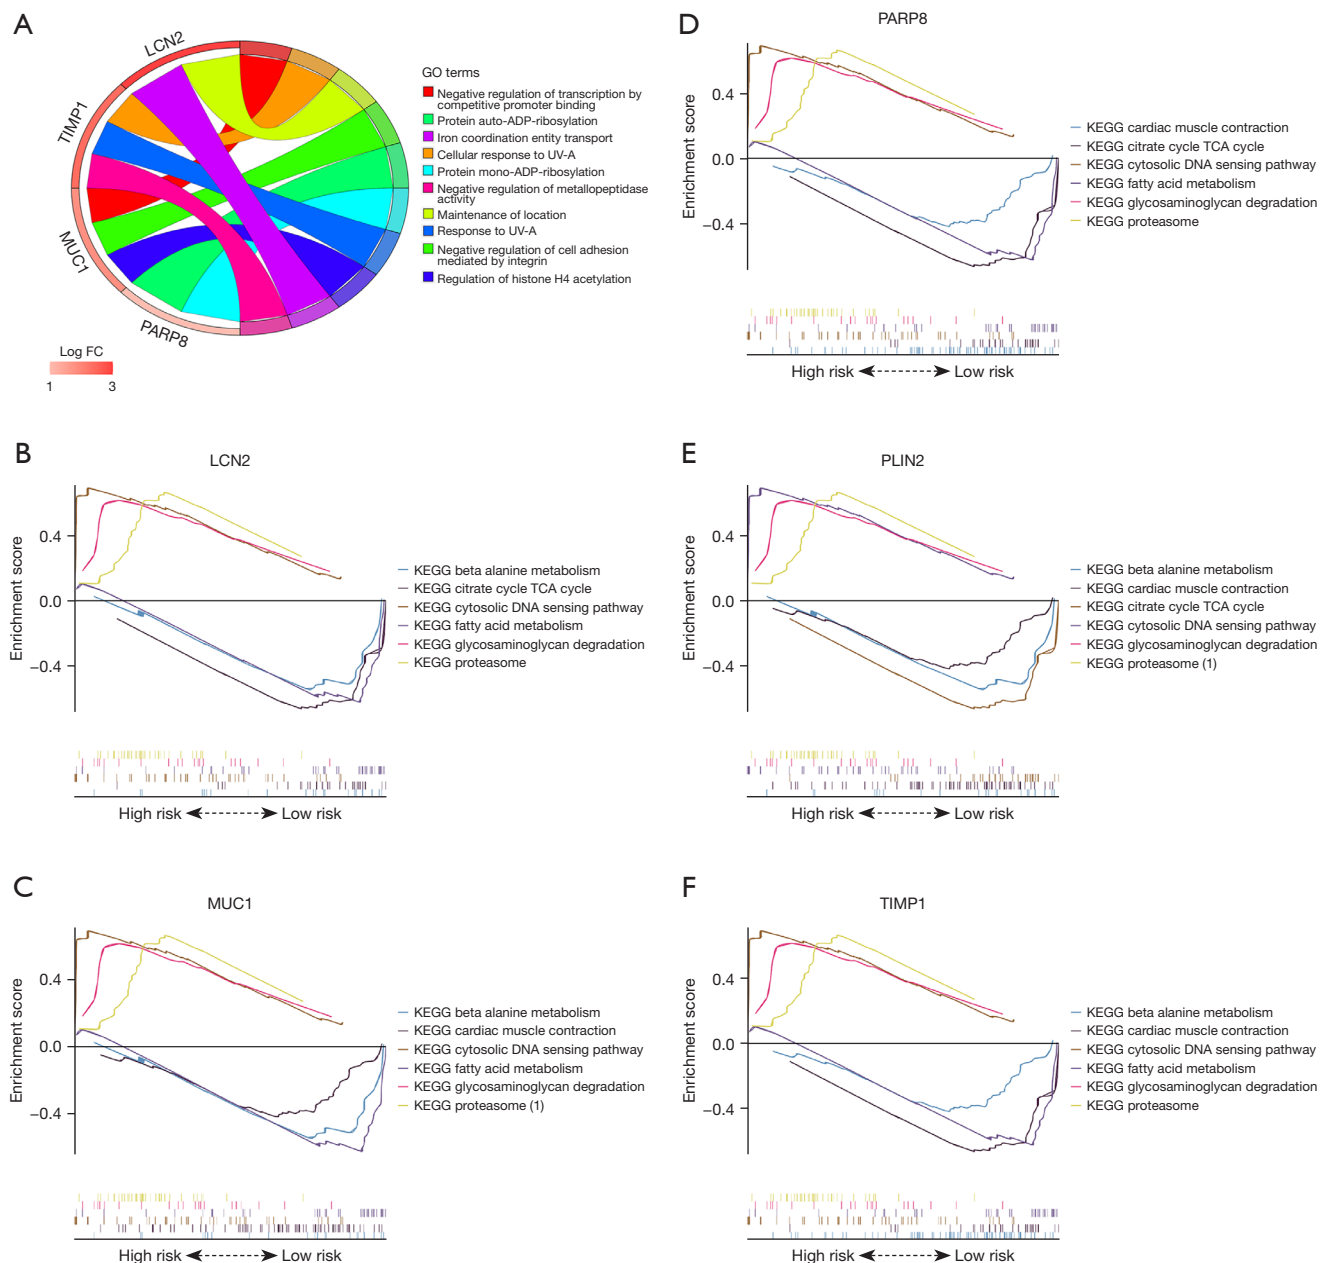 A
LCN2
TIMP1
MUC1
PARP8
Log FC
1 3
GO terms
Negative regulation of transcription by
competitive promoter binding
Protein auto-ADP-ribosylation
Iron coordination entity transport
Cellular response to UV-A
Protein mono-ADP-ribosylation
Negative regulation of metallopeptidase
activity
Maintenance of location
Response to UV-A
Negative regulation of cell adhesion
mediated by integrin
Regulation of histone H4 acetylation
B
LCN2
Enrichment score
0.4
0.0
−0.4
KEGG beta alanine metabolism
KEGG citrate cycle TCA cycle
KEGG cytosolic DNA sensing pathway
KEGG fatty acid metabolism
KEGG glycosaminoglycan degradation
KEGG proteasome
High risk Low risk
C
MUC1
Enrichment score
0.4
0.0
−0.4
KEGG beta alanine metabolism
KEGG cardiac muscle contraction
KEGG cytosolic DNA sensing pathway
KEGG fatty acid metabolism
KEGG glycosaminoglycan degradation
KEGG proteasome (1)
High risk Low risk
D
PARP8
Enrichment score
0.4
0.0
−0.4
KEGG cardiac muscle contraction
KEGG citrate cycle TCA cycle
KEGG cytosolic DNA sensing pathway
KEGG fatty acid metabolism
KEGG glycosaminoglycan degradation
KEGG proteasome
High risk Low risk
E
PLIN2
Enrichment score
0.4
0.0
−0.4
KEGG beta alanine metabolism
KEGG cardiac muscle contraction
KEGG citrate cycle TCA cycle
KEGG cytosolic DNA sensing pathway
KEGG glycosaminoglycan degradation
KEGG proteasome (1)
High risk Low risk
F
TIMP1
Enrichment score
0.4
0.0
−0.4
KEGG beta alanine metabolism
KEGG cardiac muscle contraction
KEGG cytosolic DNA sensing pathway
KEGG fatty acid metabolism
KEGG glycosaminoglycan degradation
KEGG proteasome
High risk Low risk